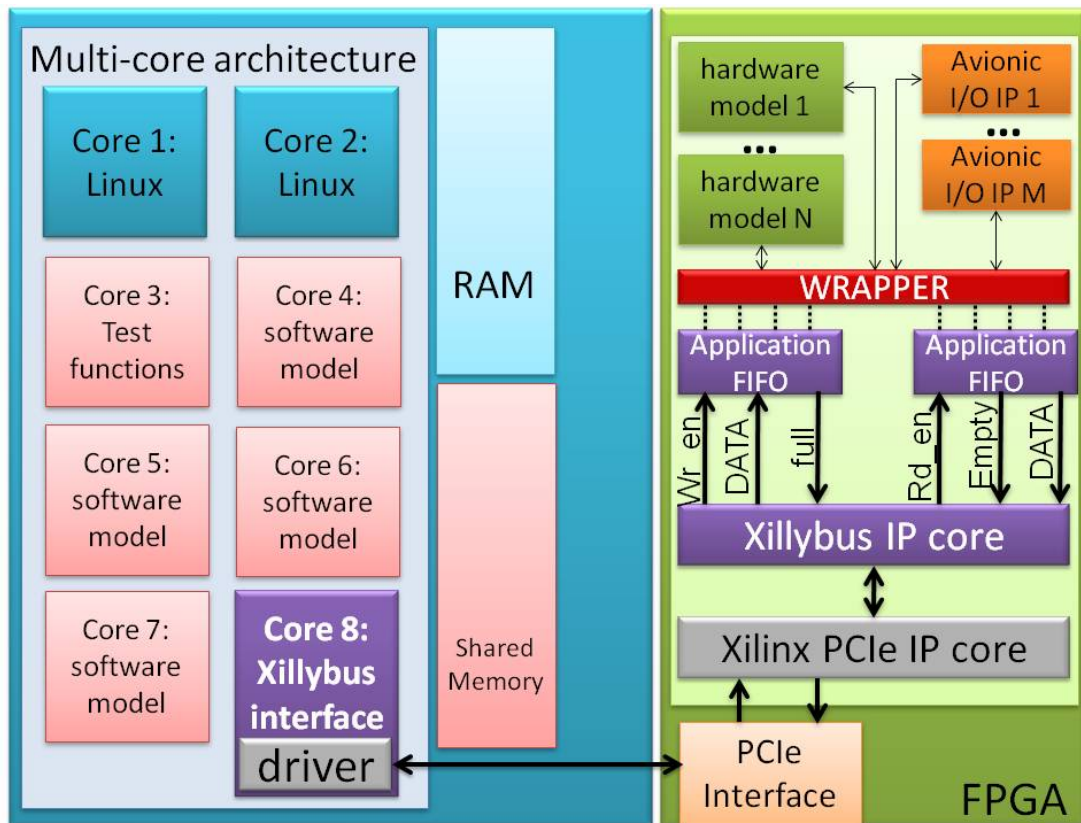 Multi-core architecture
Core 1:
Linux
Core 2:
Linux
Core 3:
Test
functions
Core 4:
software
model
Core 5:
software
model
Core 6:
software
model
Core 7:
software
model
Core 8:
Xillybus
interface
driver
RAM
Shared
Memory
hardware
model 1
...
hardware
model N
Avionic
I/O IP 1
...
Avionic
I/O IP M
WRAPPER
Application
FIFO
Application
FIFO
Wr_en
DATA
full
Rd_en
Empty
DATA
Xillybus IP core
Xilinx PCIe IP core
PCIe
Interface
FPGA